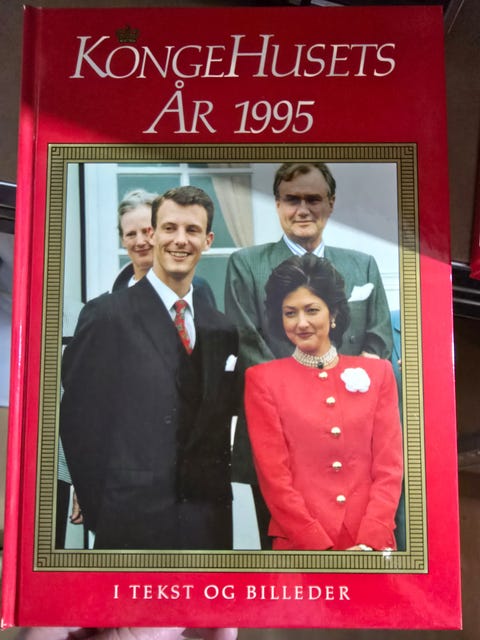 KONGEHUSETS
ÅR 1995
I TEKST OG BILLEDER